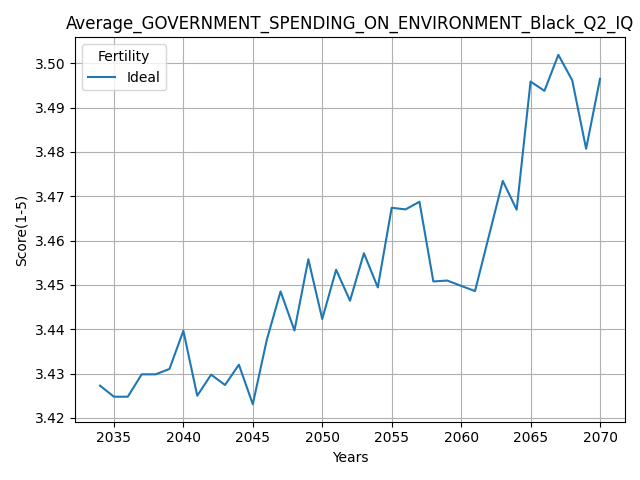 Average_GOVERNMENT_SPENDING_ON_ENVIRONMENT_Black_Q2_IQ
Fertility
Ideal
3.50
3.49
3.48
3.47
3.46
3.45
3.44
3.43
3.42
Score(1-5)
2035 2040 2045 2050 2055 2060 2065 2070
Years